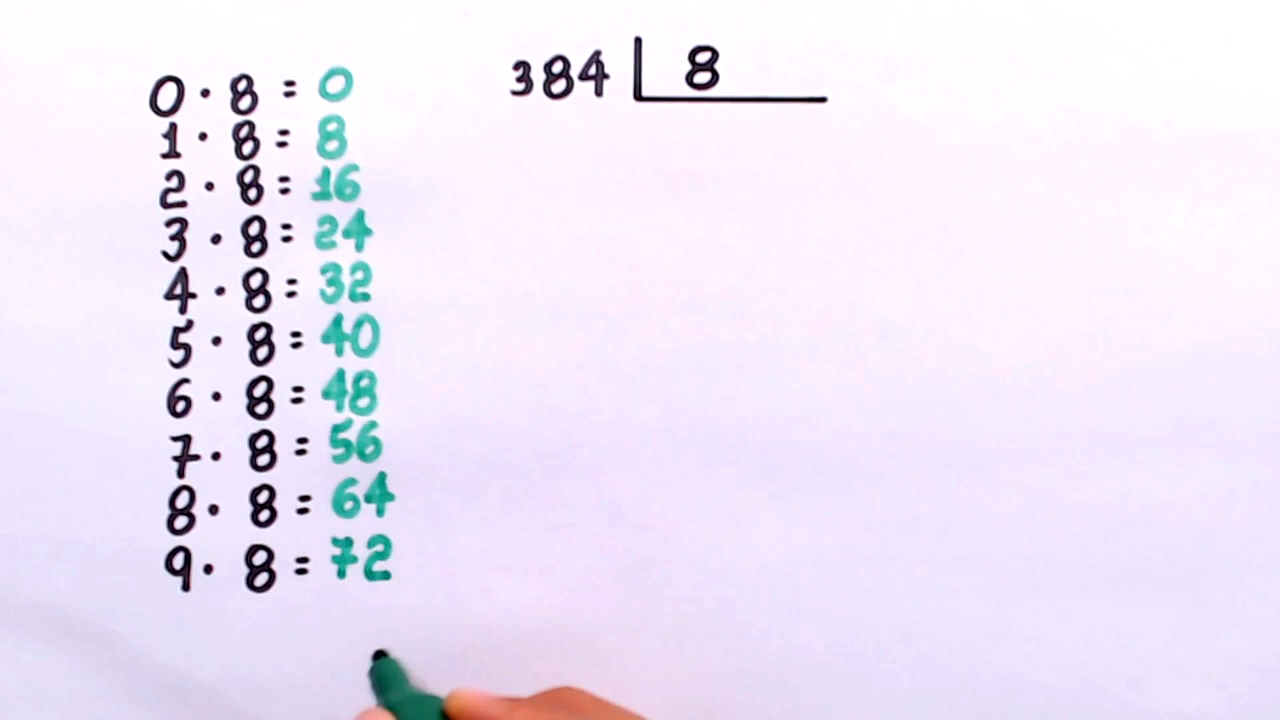 384 | 8
0 · 8 = 0
1 · 8 = 8
2 · 8 = 16
3 · 8 = 24
4 · 8 = 32
5 · 8 = 40
6 · 8 = 48
7 · 8 = 56
8 · 8 = 64
9 · 8 = 72